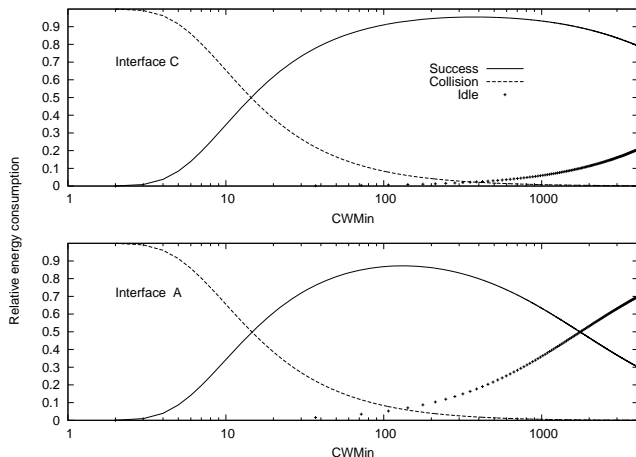 Relative energy consumption
0.9
0.8
0.7
0.6
0.5
0.4
0.3
0.2
0.1
0
Interface C
Success
Collision
Idle
1 10 100 1000
CWMin
0.9
0.8
0.7
0.6
0.5
0.4
0.3
0.2
0.1
0
Interface A
1 10 100 1000
CWMin